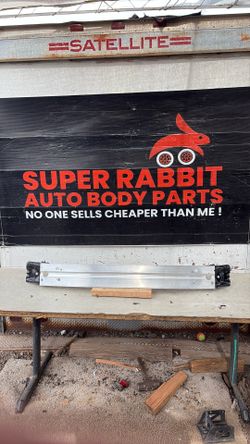 SATELLITE
SUPER RABBIT
AUTO BODY PARTS
NO ONE SELLS CHEAPER THAN ME !